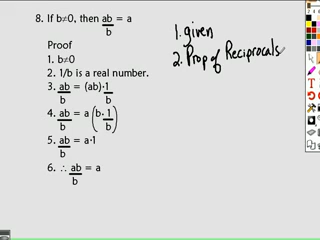 8. If b≠0, then ab/b = a
Proof
1. b≠0
2. 1/b is a real number.
3. ab/b = (ab)·1/b
4. ab/b = a(b·1/b)
5. ab/b = a·1
6. ∴ ab/b = a
1. given
2. Prop of Reciprocals